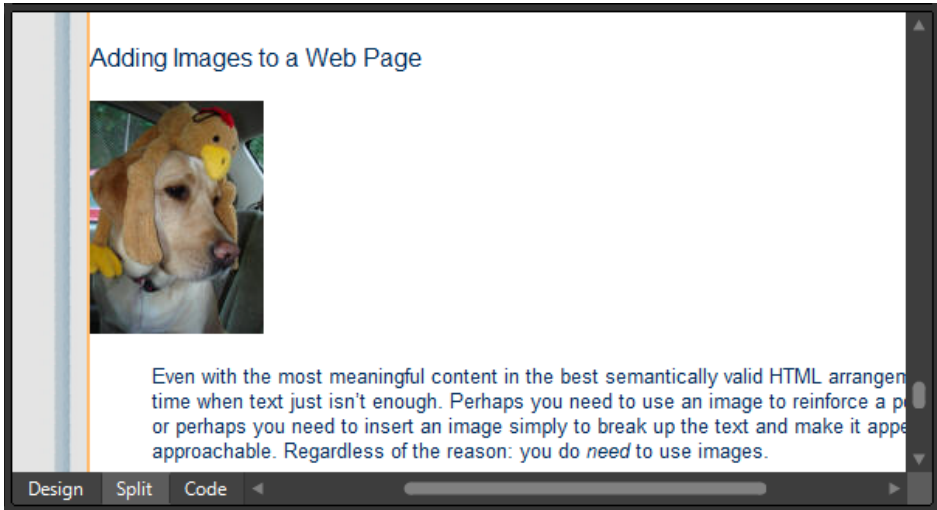 Adding Images to a Web Page
Even with the most meaningful content in the best semantically valid HTML
time when text just isn’t enough. Perhaps you need to use an image to reinforce a
or perhaps you need to insert an image simply to break up the text and make it
approachable. Regardless of the reason: you do need to use images.
Design Split Code